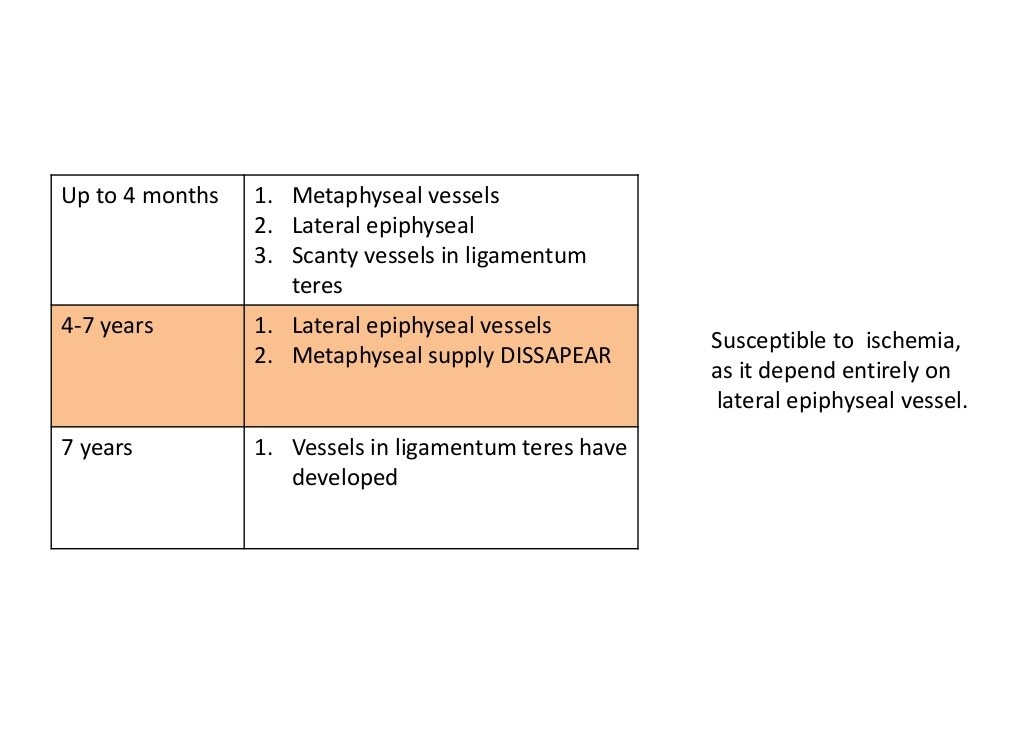 Up to 4 months
1. Metaphyseal vessels
2. Lateral epiphyseal
3. Scanty vessels in ligamentum
teres
4-7 years
1. Lateral epiphyseal vessels
2. Metaphyseal supply DISSAPEAR
Susceptible to  ischemia,
as it depend entirely on
lateral epiphyseal vessel.
7 years
1. Vessels in ligamentum teres have
developed